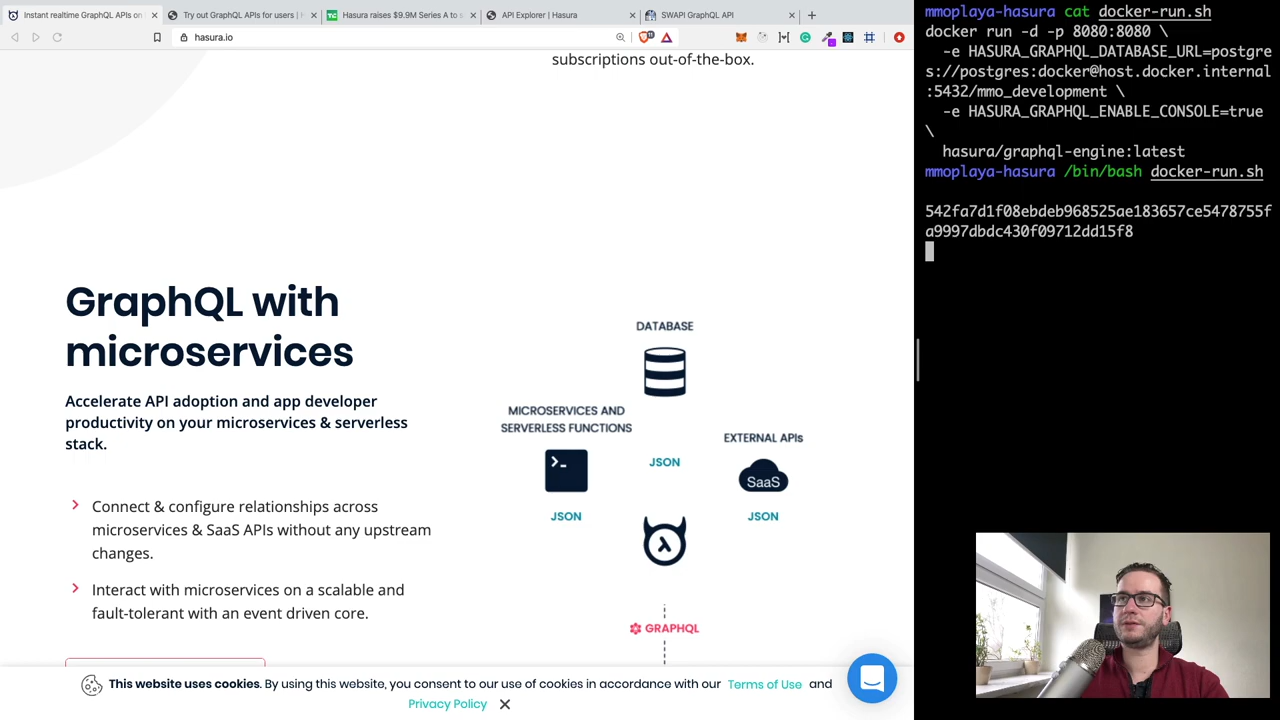 Instant realtime GraphQL APIs on
Try out GraphQL APIs for users | H
Hasura raises $9.9M Series A to s
API Explorer | Hasura
SWAPI GraphQL API
hasura.io
subscriptions out-of-the-box.
GraphQL with
microservices
Accelerate API adoption and app developer
productivity on your microservices & serverless
stack.
Connect & configure relationships across
microservices & SaaS APIs without any upstream
changes.
Interact with microservices on a scalable and
fault-tolerant with an event driven core.
DATABASE
MICROSERVICES AND
SERVERLESS FUNCTIONS
EXTERNAL APIs
JSON
SaaS
JSON
JSON
GRAPHQL
This website uses cookies. By using this website, you consent to our use of cookies in accordance with our Terms of Use and
Privacy Policy
mmoplaya-hasura cat docker-run.sh
docker run -d -p 8080:8080 \
-e HASURA_GRAPHQL_DATABASE_URL=postgre
s://postgres:docker@host.docker.internal
:5432/mmo_development \
-e HASURA_GRAPHQL_ENABLE_CONSOLE=true
\
hasura/graphql-engine:latest
mmoplaya-hasura /bin/bash docker-run.sh
542fa7d1f08ebdeb968525ae183657ce5478755f
a9997dbdc430f09712dd15f8